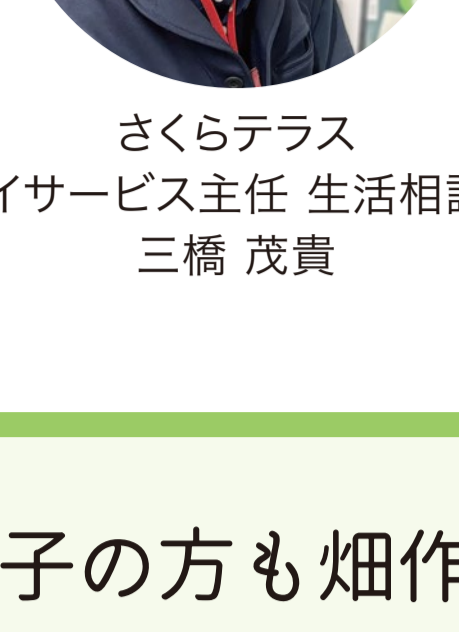 さくらテラス
イサービス主任 生活相談
三橋 茂貴
子の方も畑作